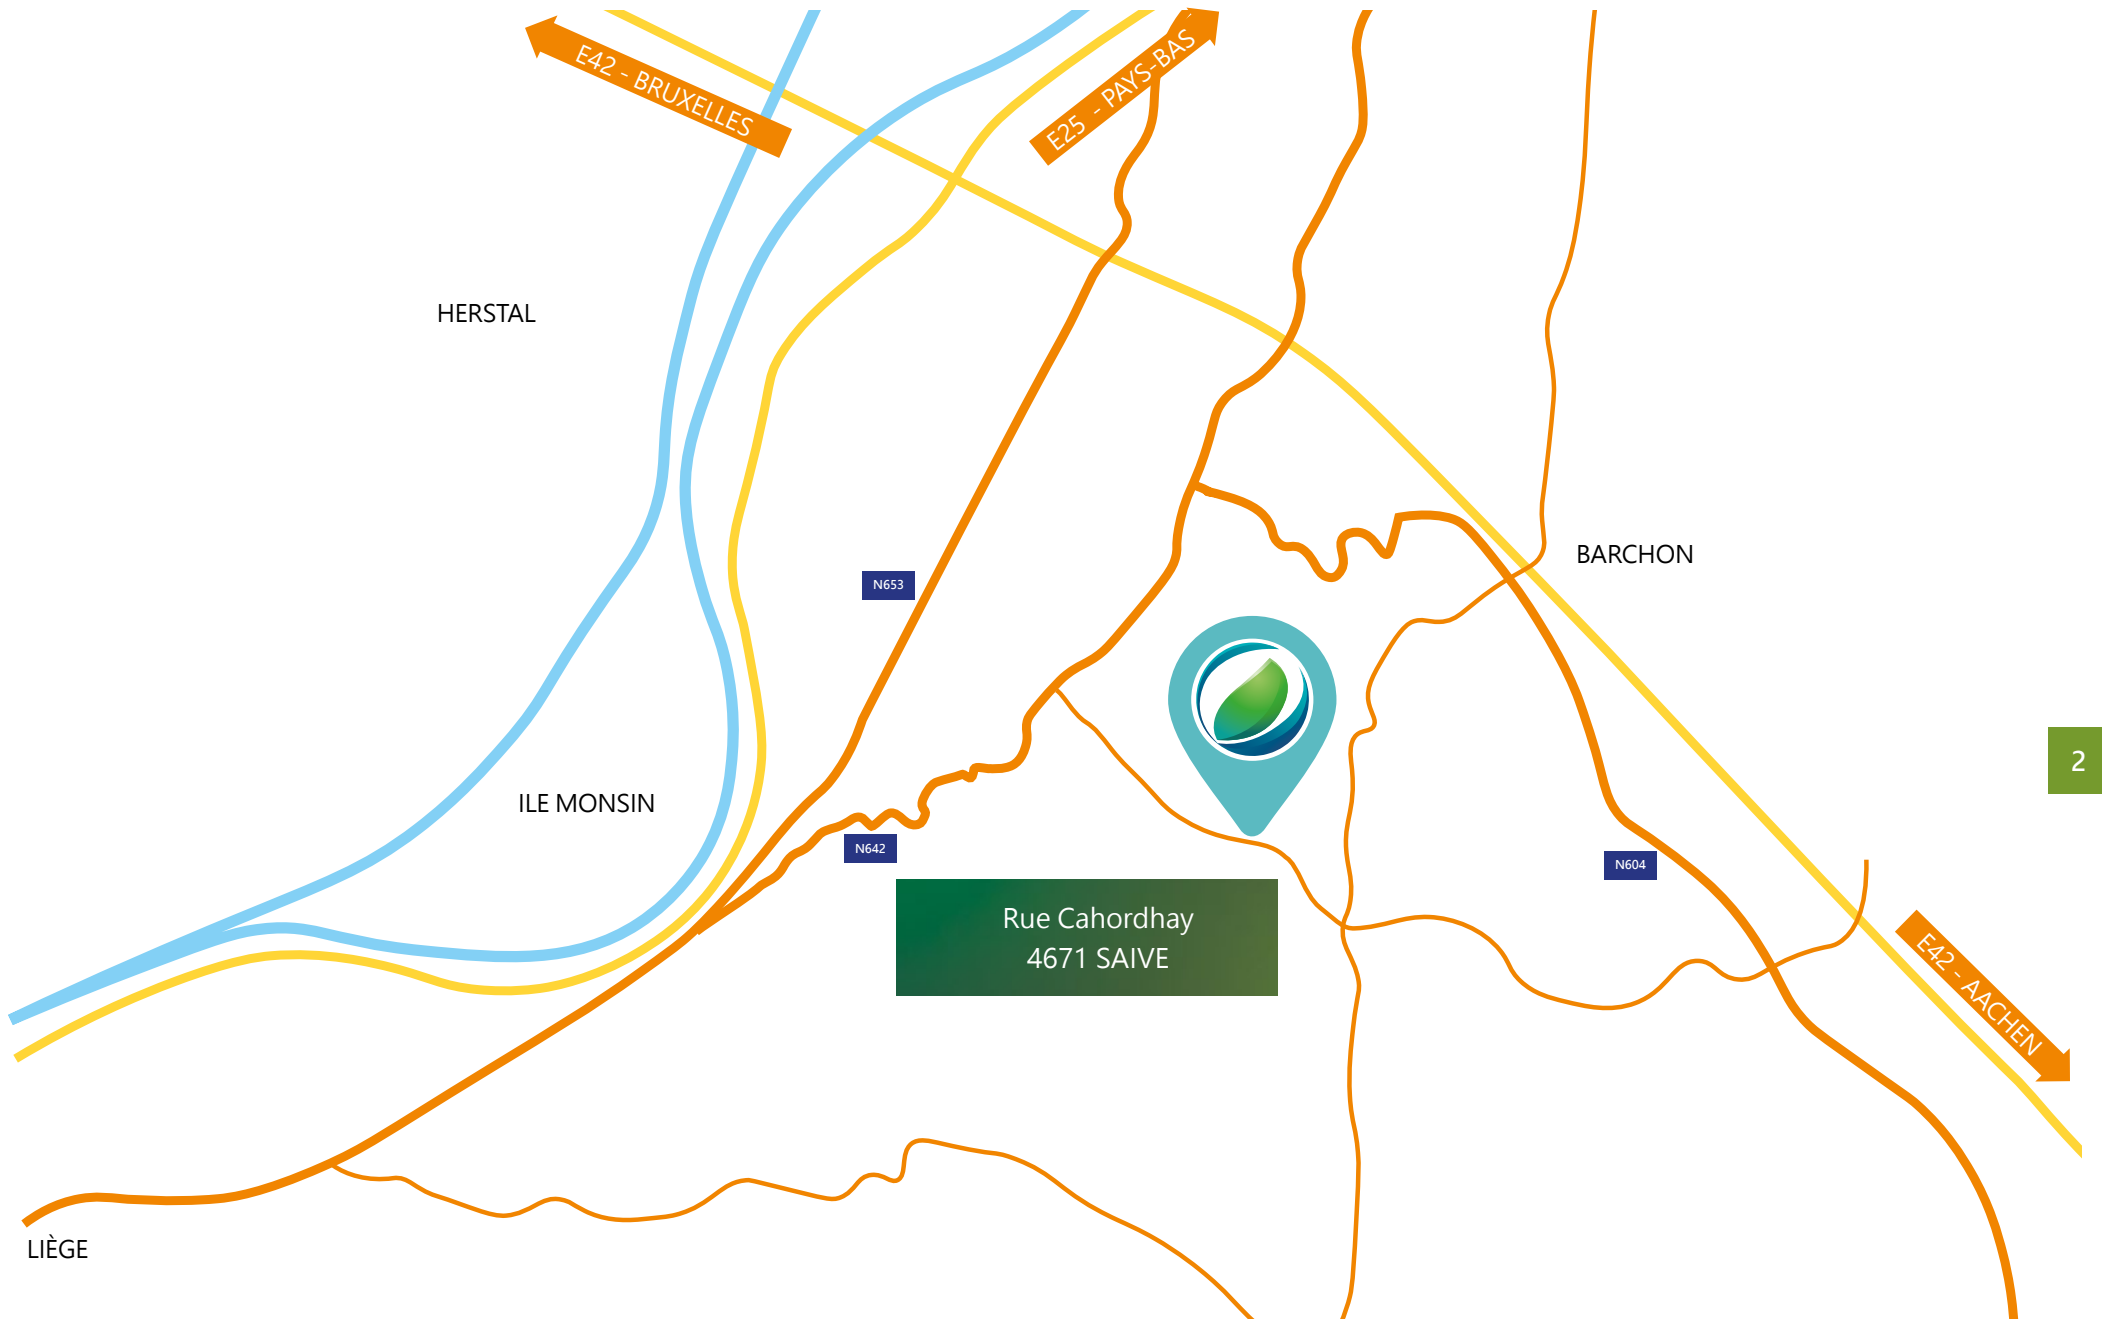 E42 - BRUXELLES
E25 - PAYS-BAS
HERSTAL
BARCHON
N653
2
ILE MONSIN
N642
N604
Rue Cahordhay
4671 SAIVE
E42 - AACHEN
LIÈGE